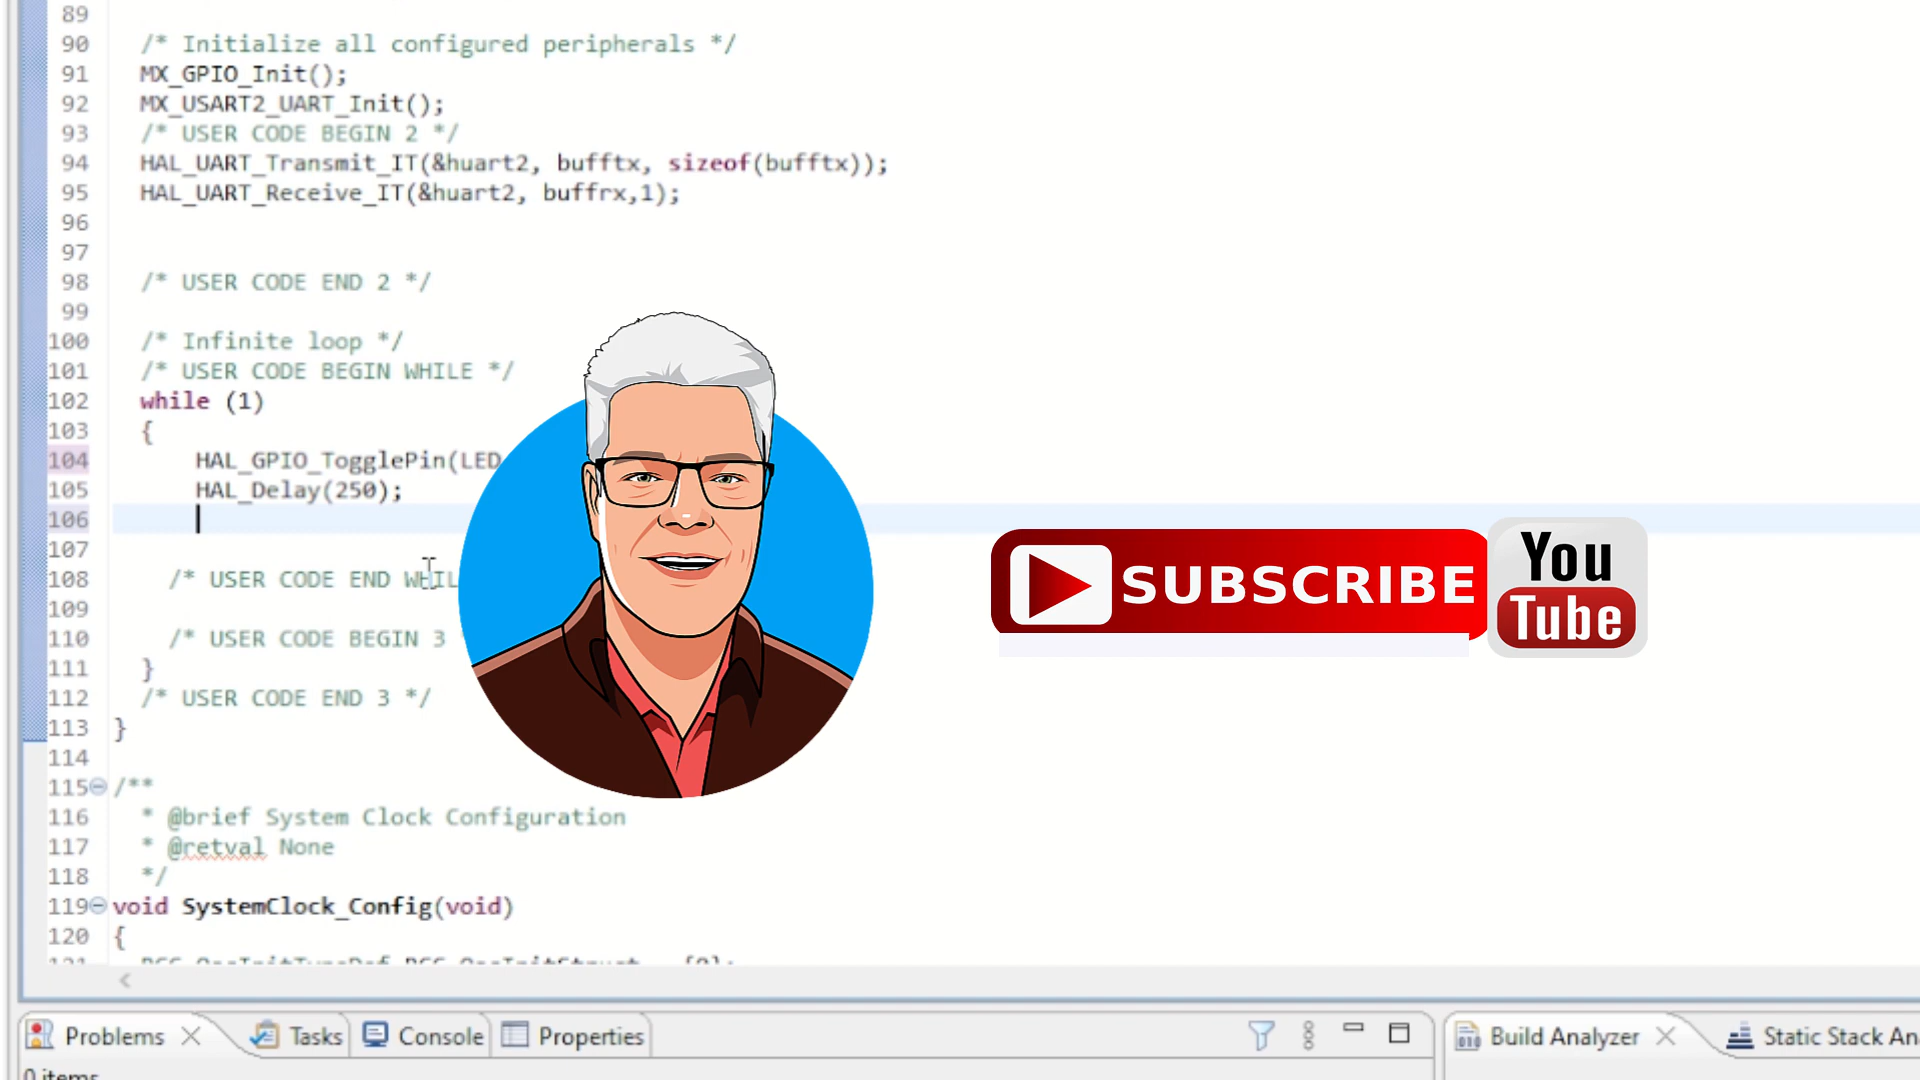 89
90 /* Initialize all configured peripherals */
91 MX_GPIO_Init();
92 MX_USART2_UART_Init();
93 /* USER CODE BEGIN 2 */
94 HAL_UART_Transmit_IT(&huart2, bufftx, sizeof(bufftx));
95 HAL_UART_Receive_IT(&huart2, buffrx,1);
96
97
98 /* USER CODE END 2 */
99
100 /* Infinite loop */
101 /* USER CODE BEGIN WHILE */
102 while (1)
103 {
104 HAL_GPIO_TogglePin(LED
105 HAL_Delay(250);
106
107
108 /* USER CODE END WHIL
109
110 /* USER CODE BEGIN 3
111 }
112 /* USER CODE END 3 */
113 }
114
115 /**
116 * @brief System Clock Configuration
117 * @retval None
118 */
119 void SystemClock_Config(void)
120 {
SUBSCRIBE
You
Tube
Problems Tasks Console Properties
Build Analyzer Static Stack An
0 items